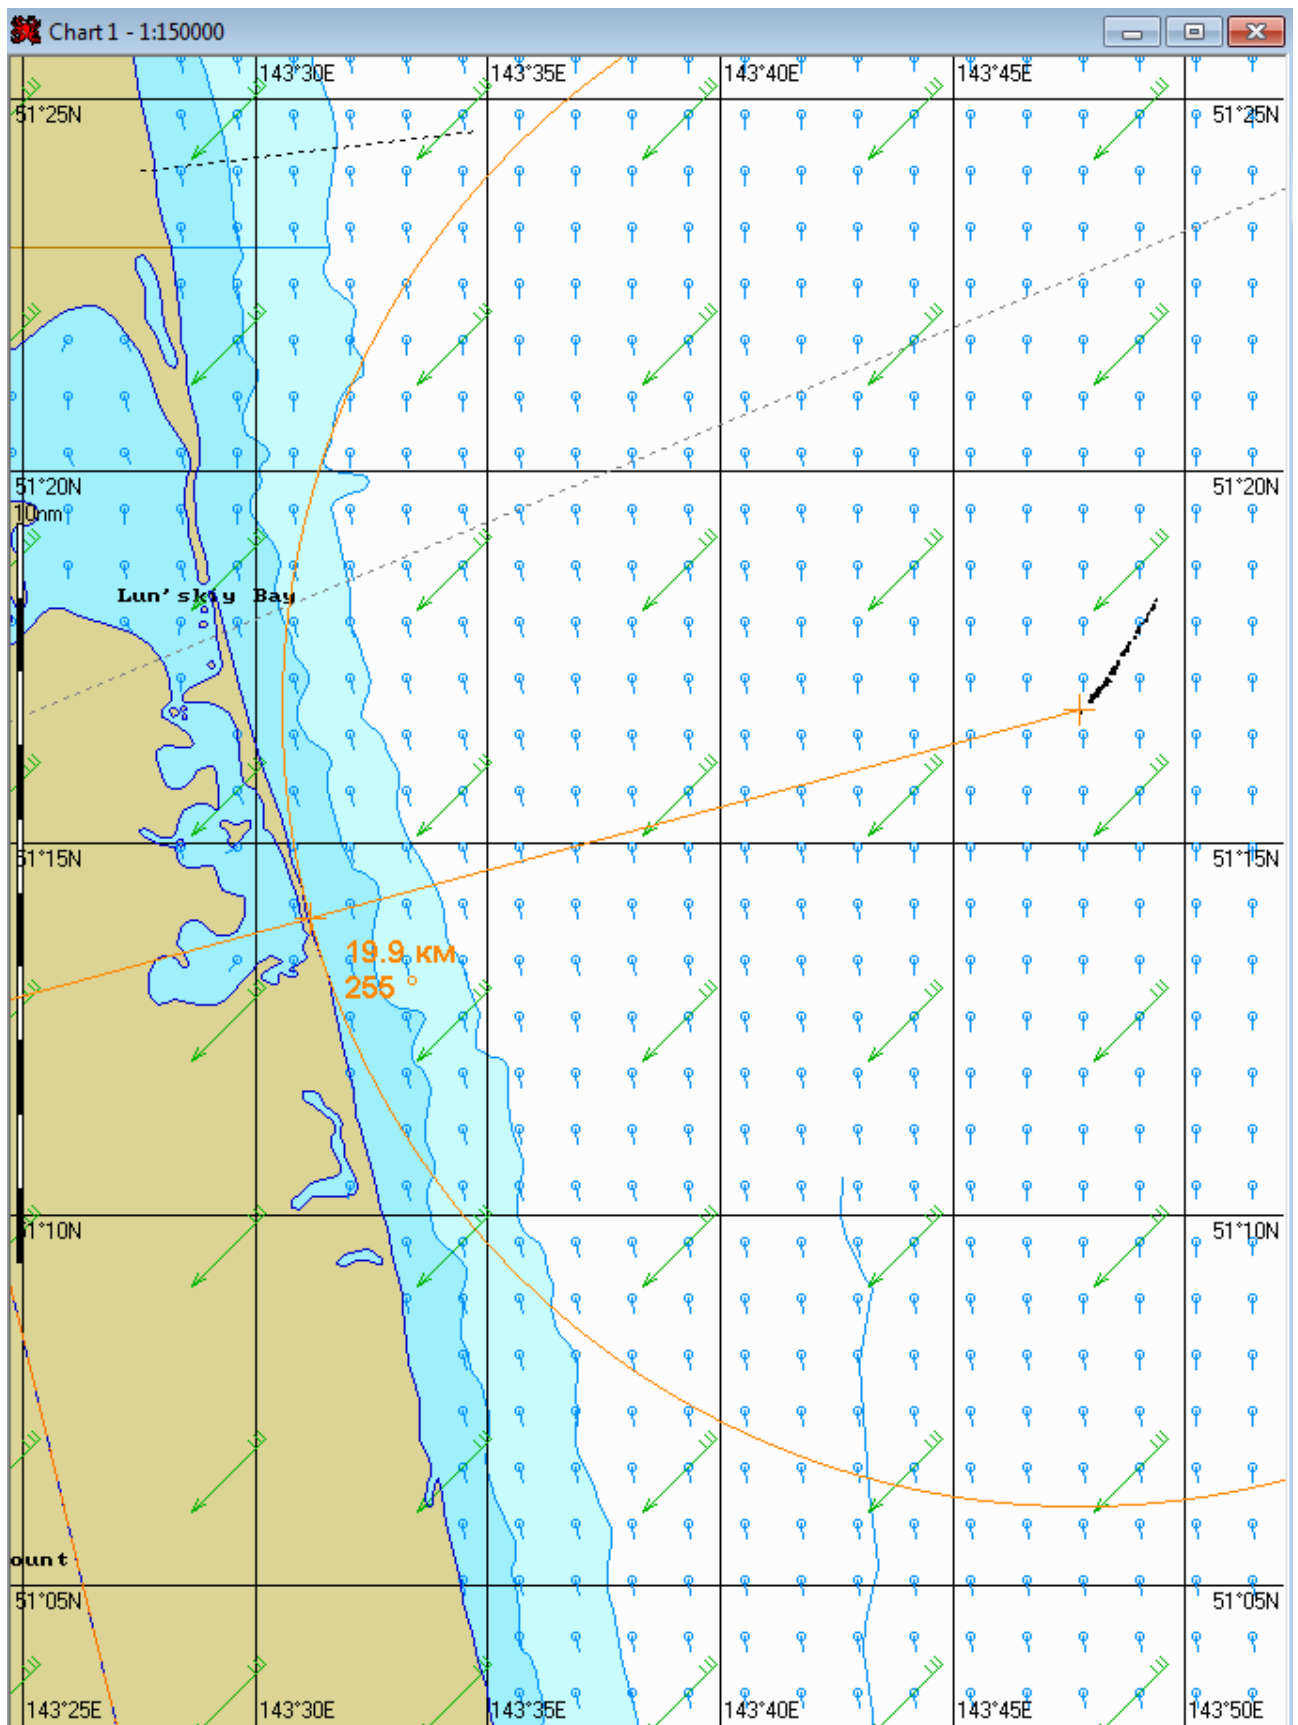 Chart 1 - 1:150000
143°30E 143°35E 143°40E 143°45E
51°25N 51°25N
51°20N 51°20N
10nm
Lun'skiy Bay
51°15N 51°15N
19.9 км
255 °
51°10N 51°10N
ount
51°05N 51°05N
143°25E 143°30E 143°35E 143°40E 143°45E 143°50E